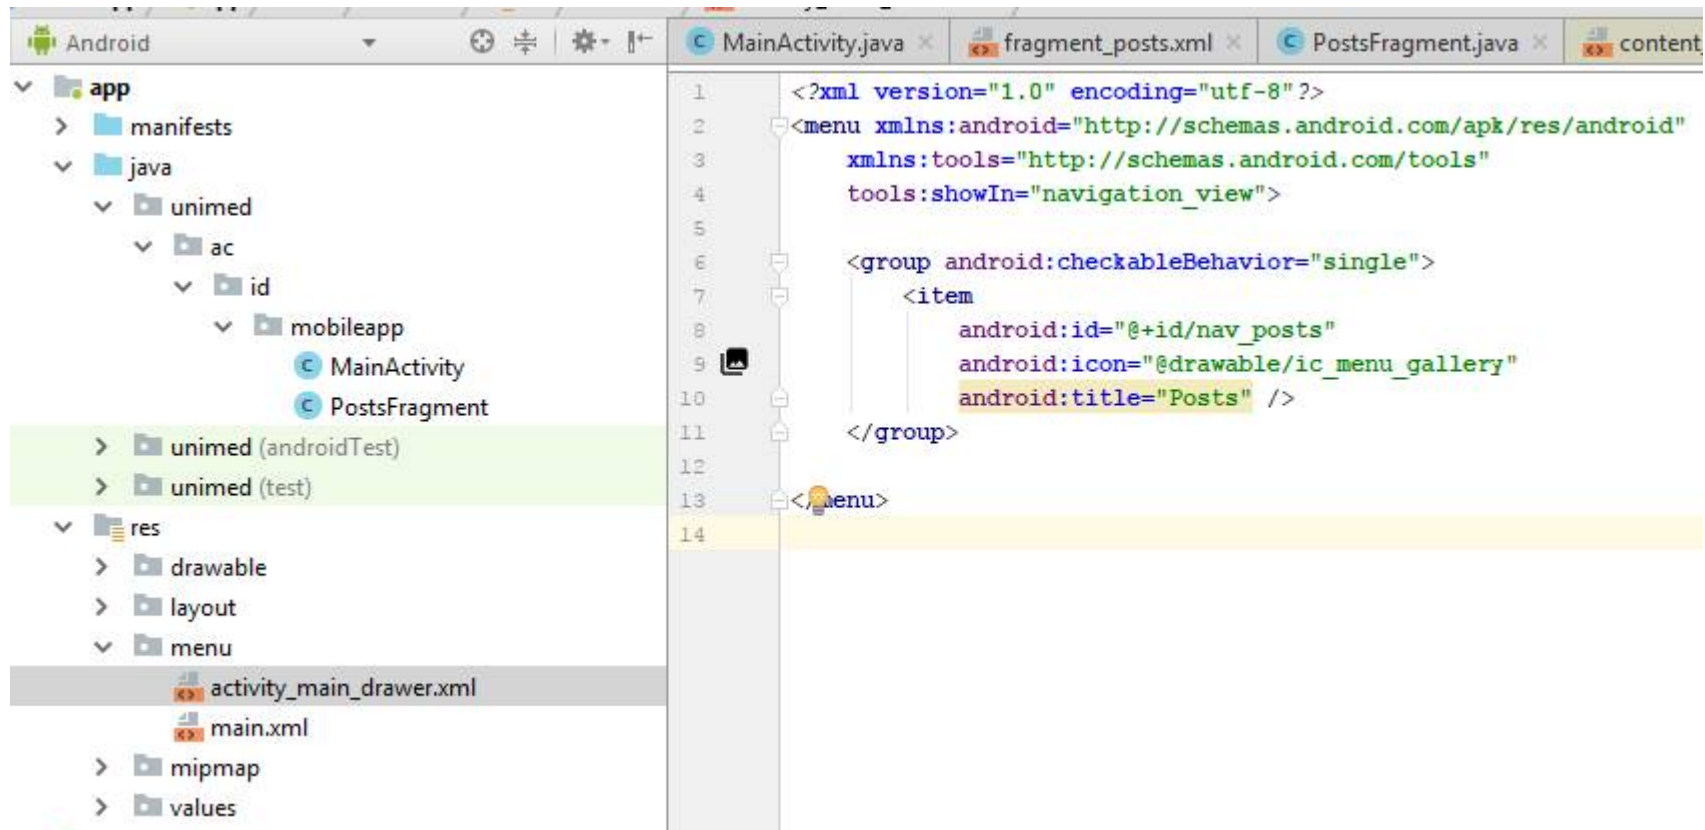 Android
MainActivity.java
fragment_posts.xml
PostsFragment.java
content_
app
manifests
java
unimed
ac
id
mobileapp
MainActivity
PostsFragment
unimed (androidTest)
unimed (test)
res
drawable
layout
menu
activity_main_drawer.xml
main.xml
mipmap
values
1 <?xml version="1.0" encoding="utf-8"?>
2 <menu xmlns:android="http://schemas.android.com/apk/res/android"
3 xmlns:tools="http://schemas.android.com/tools"
4 tools:showIn="navigation_view">
5
6 <group android:checkableBehavior="single">
7 <item
8 android:id="@+id/nav_posts"
9 android:icon="@drawable/ic_menu_gallery"
10 android:title="Posts" />
11 </group>
12
13 </menu>
14